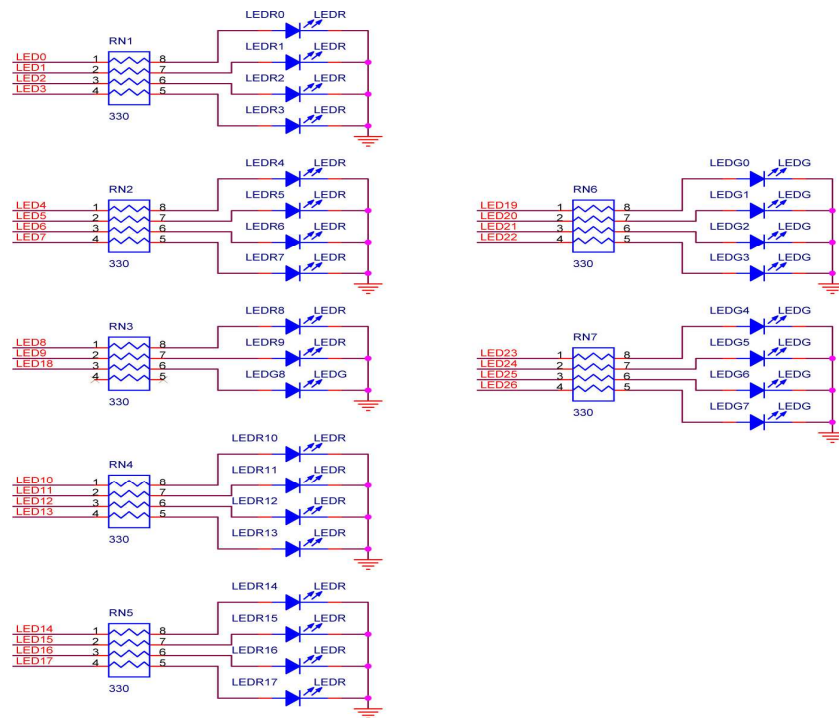 LEDR0 LEDR
RN1
LED0 1 8 LEDR1 LEDR
LED1 2 7
LED2 3 6 LEDR2 LEDR
LED3 4 5
330 LEDR3 LEDR
LEDR4 LEDR
RN2
LED4 1 8 LEDR5 LEDR
LED5 2 7
LED6 3 6 LEDR6 LEDR
LED7 4 5
330 LEDR7 LEDR
LEDR8 LEDR
RN3
LED8 1 8 LEDR9 LEDR
LED9 2 7
LED18 3 6 LEDG8 LEDG
4 5
330
LEDR10 LEDR
RN4
LED10 1 8 LEDR11 LEDR
LED11 2 7
LED12 3 6 LEDR12 LEDR
LED13 4 5
330 LEDR13 LEDR
LEDR14 LEDR
RN5
LED14 1 8 LEDR15 LEDR
LED15 2 7
LED16 3 6 LEDR16 LEDR
LED17 4 5
330 LEDR17 LEDR
LEDG0 LEDG
RN6
LED19 1 8 LEDG1 LEDG
LED20 2 7
LED21 3 6 LEDG2 LEDG
LED22 4 5
330 LEDG3 LEDG
LEDG4 LEDG
RN7
LED23 1 8 LEDG5 LEDG
LED24 2 7
LED25 3 6 LEDG6 LEDG
LED26 4 5
330 LEDG7 LEDG